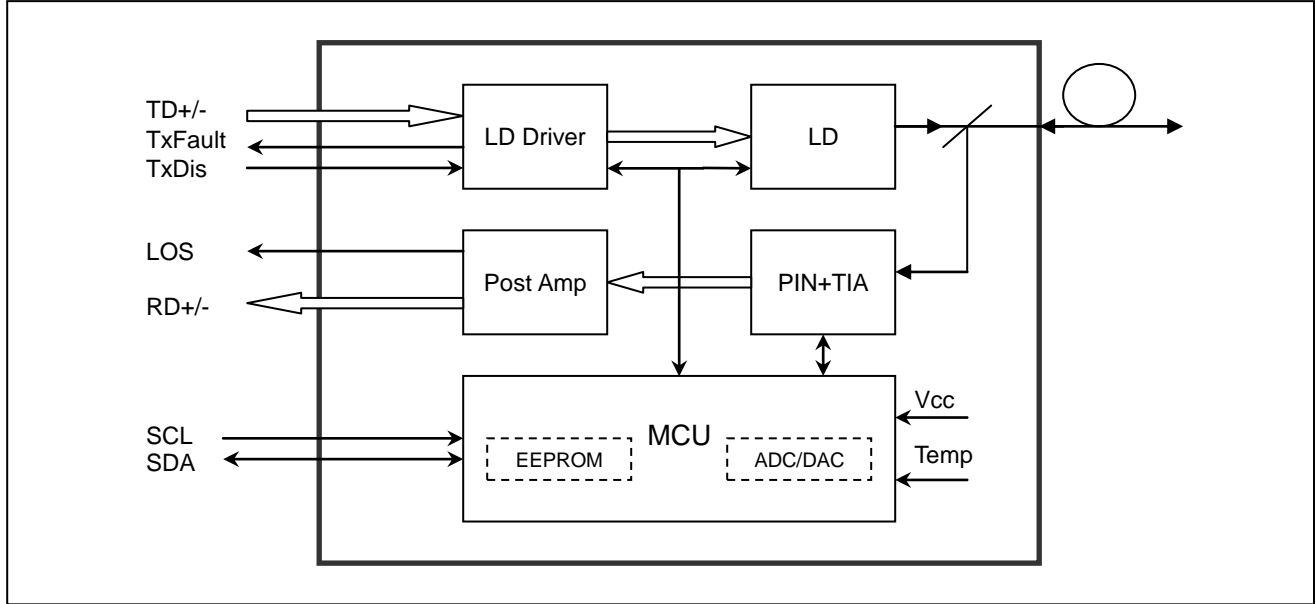 TD+/-
TxFault
TxDis
LD Driver
LD
LOS
RD+/-
Post Amp
PIN+TIA
SCL
SDA
MCU
EEPROM
ADC/DAC
Vcc
Temp